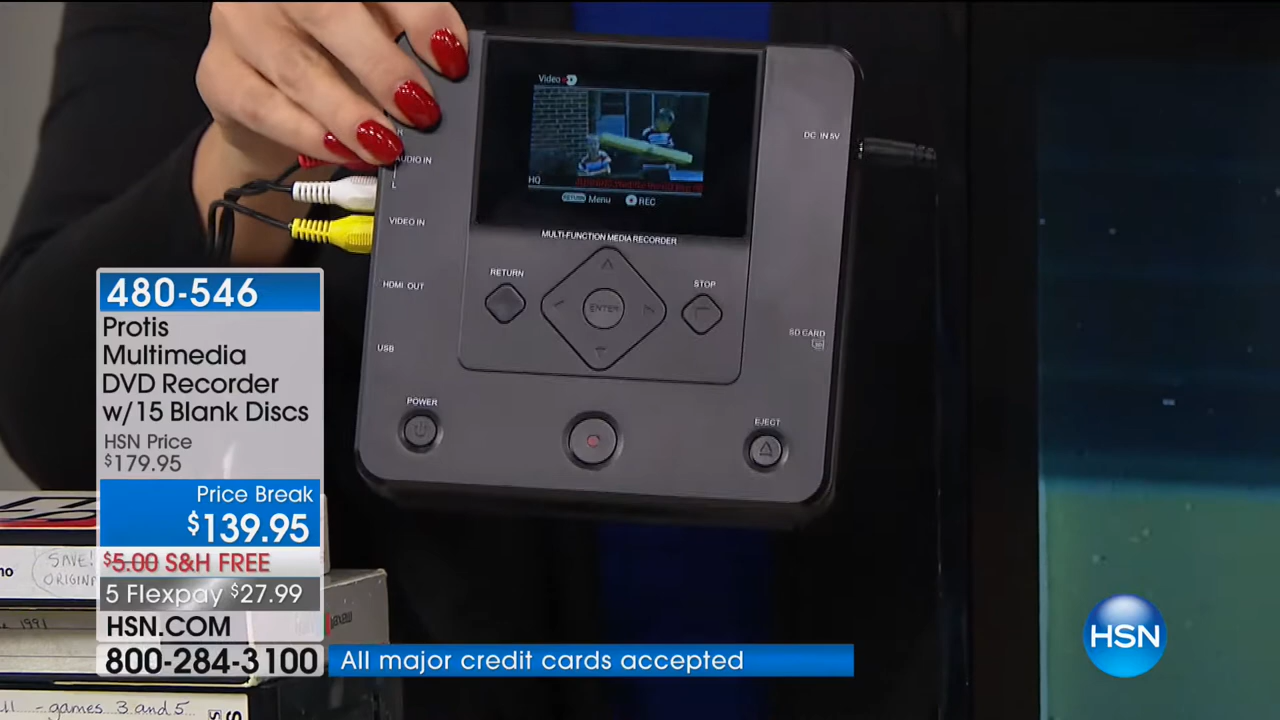 Video
HQ
RETURN Menu
REC
R
AUDIO IN
L
VIDEO IN
DC IN 5V
MULTI-FUNCTION MEDIA RECORDER
RETURN
STOP
ENTER
HDMI OUT
USB
SD CARD
POWER
EJECT
480-546
Protis
Multimedia
DVD Recorder
w/15 Blank Discs
HSN Price
$179.95
Price Break
$139.95
$5.00 S&H FREE
5 Flexpay $27.99
HSN.COM
800-284-3100
All major credit cards accepted
HSN
SAVE!
1991
maxell
- games 3 and 5